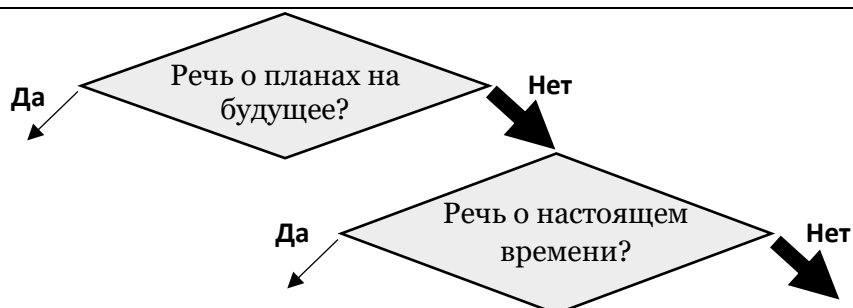 Речь о планах на
будущее?
Да
Нет
Речь о настоящем
времени?
Да
Нет